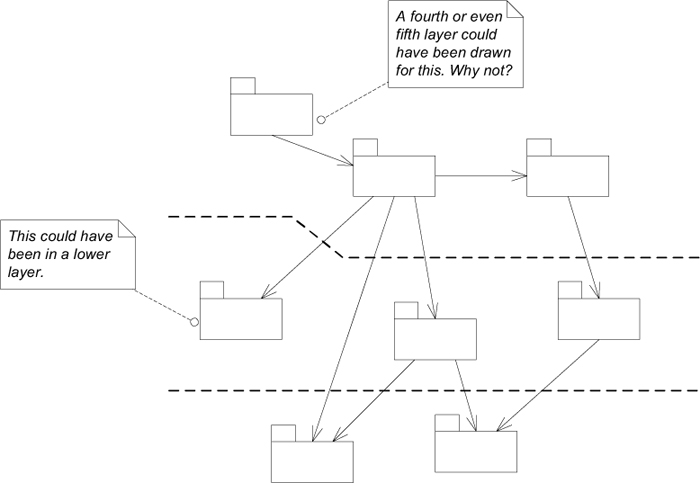 A fourth or even
fifth layer could
have been drawn
for this. Why not?
This could have
been in a lower
layer.